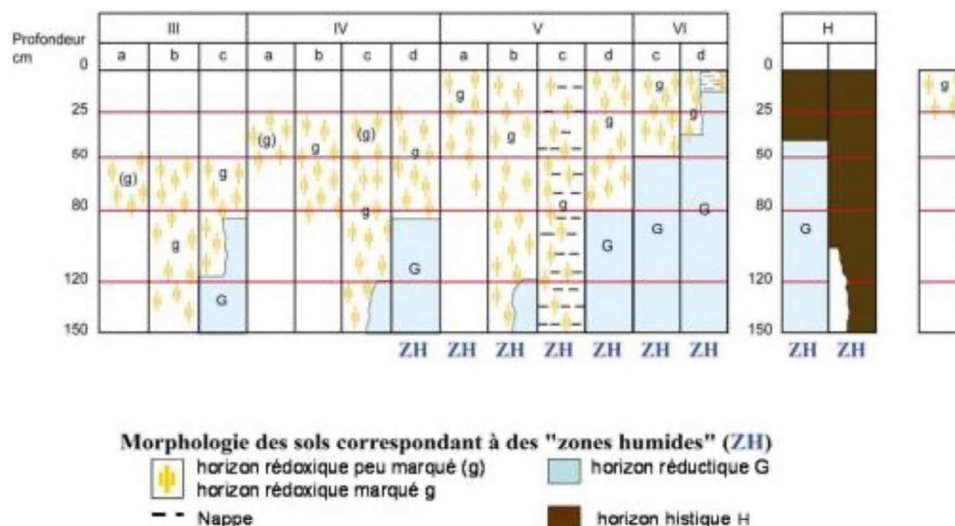 III IV V VI H
Profondeur
cm
a b c a b c d a b c d c d
0 0
g g g g
25 25
(g) g (g) g g g g
50 50
(g) g g
80 80
g g G G G G
G
120 120
G
150 150
ZH ZH ZH ZH ZH ZH ZH ZH ZH
Morphologie des sols correspondant à des "zones humides" (ZH)
horizon rédoxique peu marqué (g) horizon réductique G
horizon rédoxique marqué g
Nappe horizon histique H